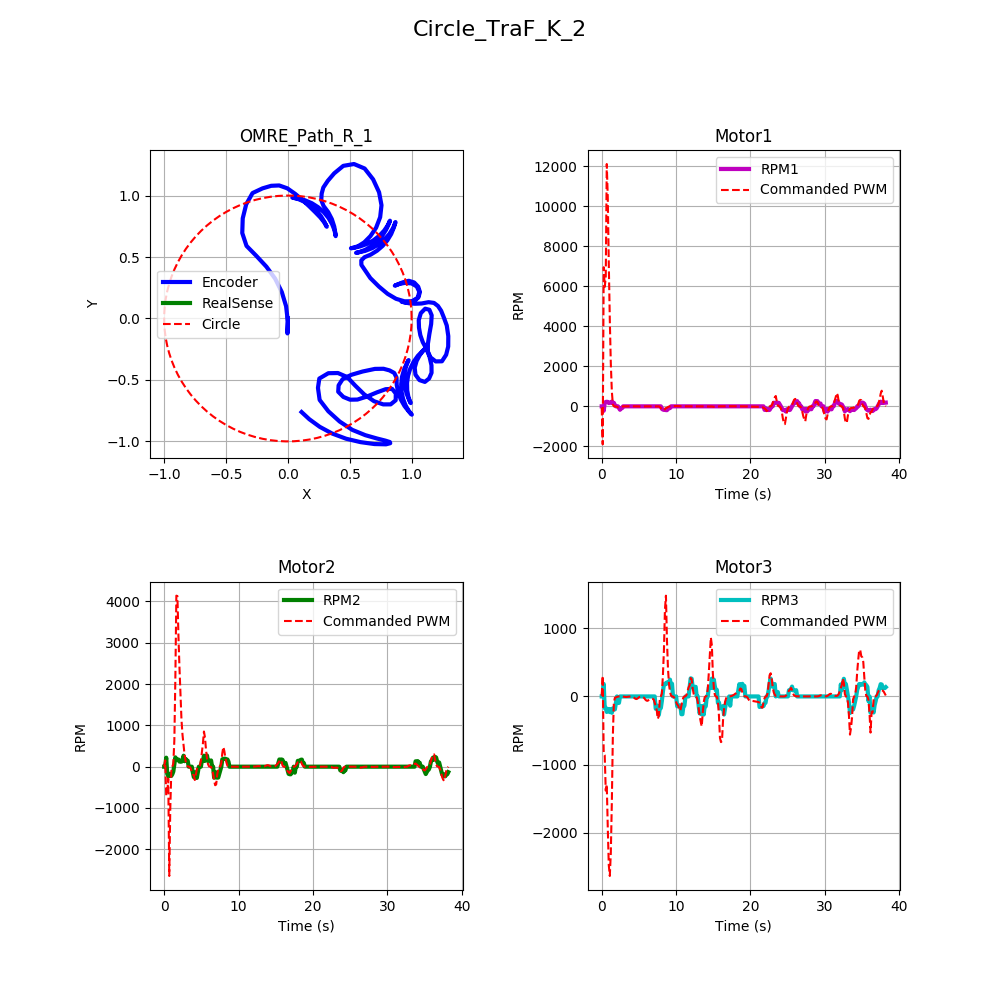 Circle_TraF_K_2
OMRE_Path_R_1
1.0
0.5
0.0
−0.5
−1.0
Y
Encoder
RealSense
Circle
−1.0 −0.5 0.0 0.5 1.0
X
Motor1
12000
10000
8000
6000
4000
2000
0
−2000
RPM
RPM1
Commanded PWM
0 10 20 30 40
Time (s)
Motor2
4000
3000
2000
1000
0
−1000
−2000
RPM
RPM2
Commanded PWM
0 10 20 30 40
Time (s)
Motor3
1000
0
−1000
−2000
RPM
RPM3
Commanded PWM
0 10 20 30 40
Time (s)